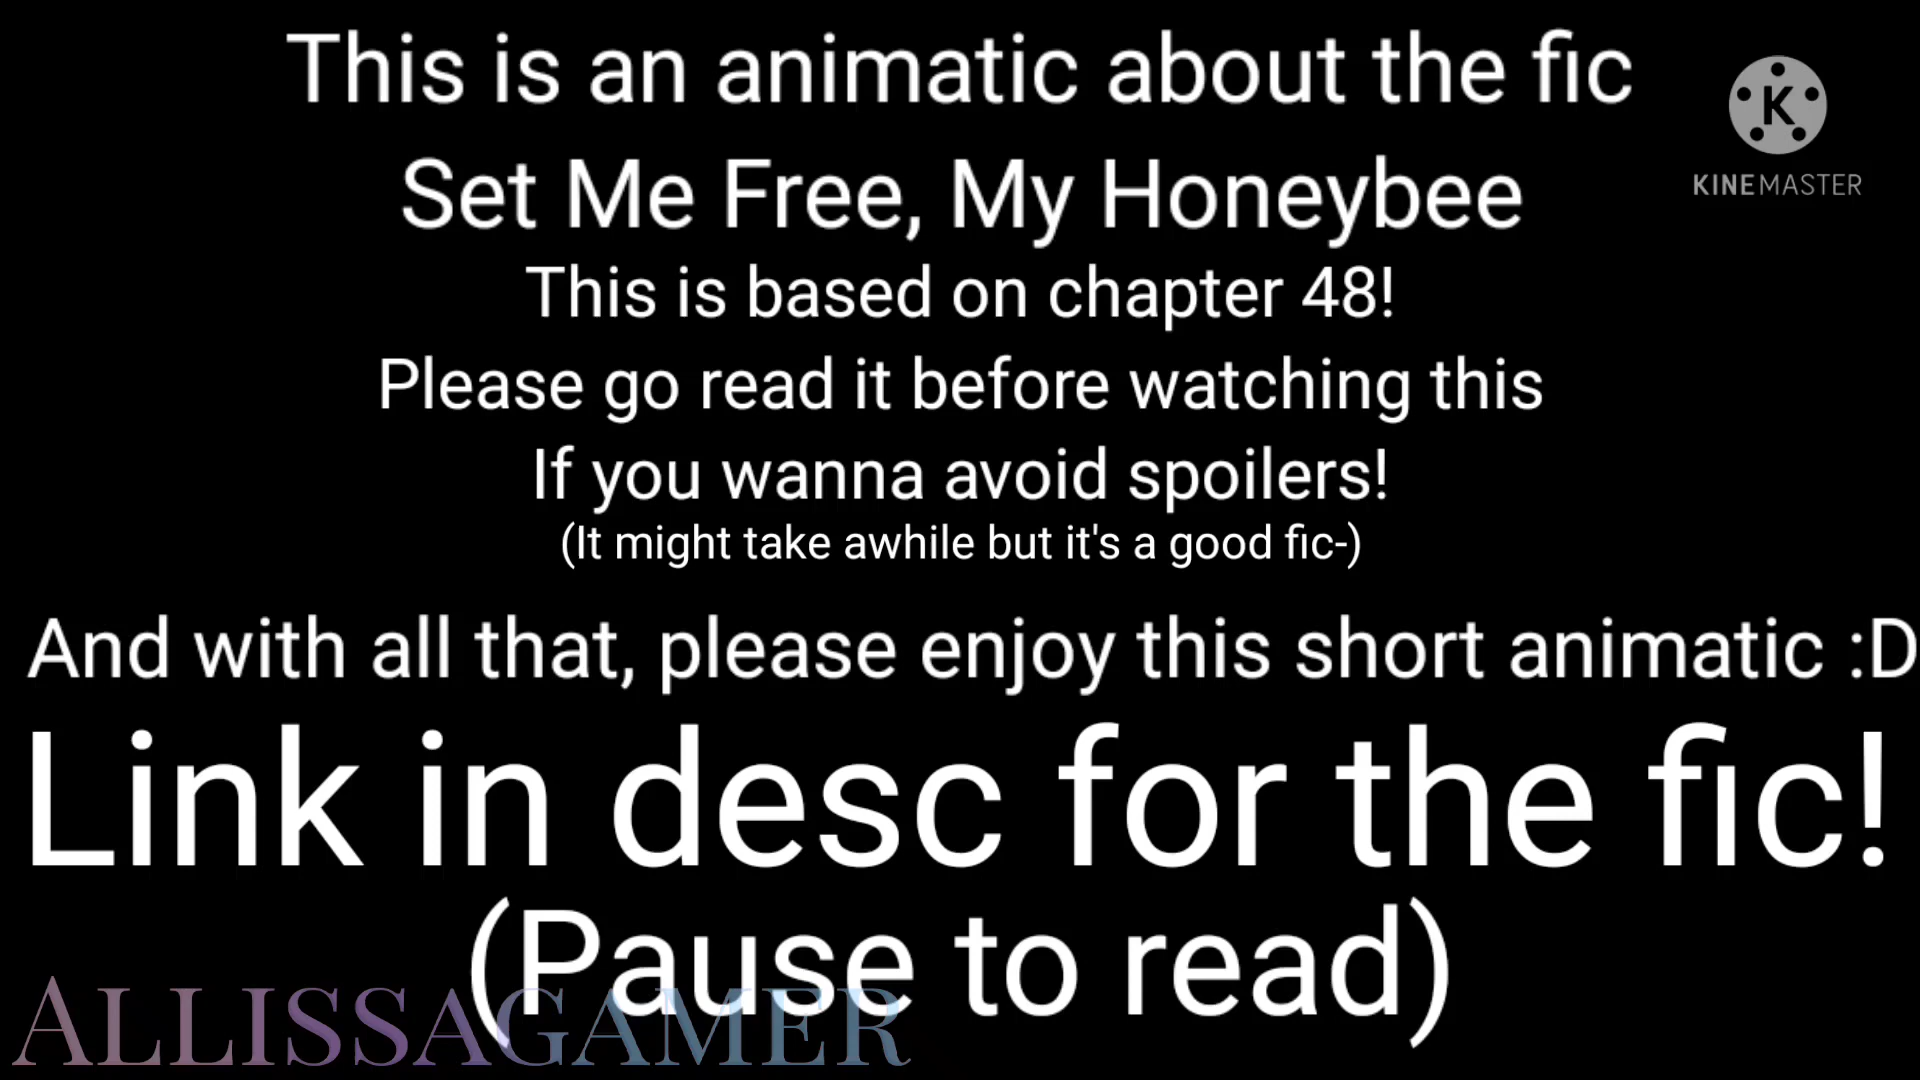 This is an animatic about the fic
Set Me Free, My Honeybee
This is based on chapter 48!
Please go read it before watching this
If you wanna avoid spoilers!
(It might take awhile but it's a good fic-)
And with all that, please enjoy this short animatic :D
Link in desc for the fic!
(Pause to read)
K
KINEMASTER
ALLISSAGAMER